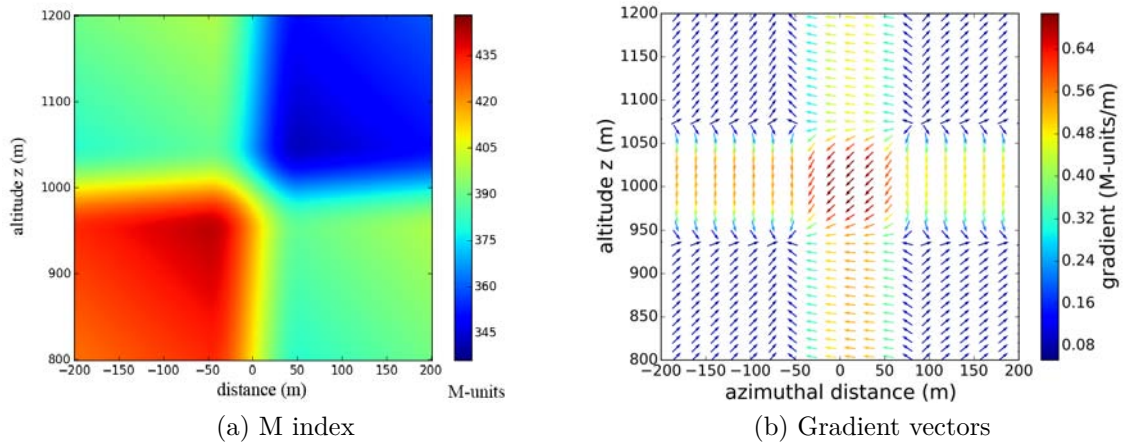 1200
1100
1000
900
800
altitude z (m)
−200 −150 −100 −50 0 50 100 150 200
distance (m)
435
420
405
390
375
360
345
M-units
(a) M index
1200
1150
1100
1050
1000
950
900
850
800
altitude z (m)
−200 −150 −100 −50 0 50 100 150 200
azimuthal distance (m)
0.64
0.56
0.48
0.40
0.32
0.24
0.16
0.08
gradient (M-units/m)
(b) Gradient vectors